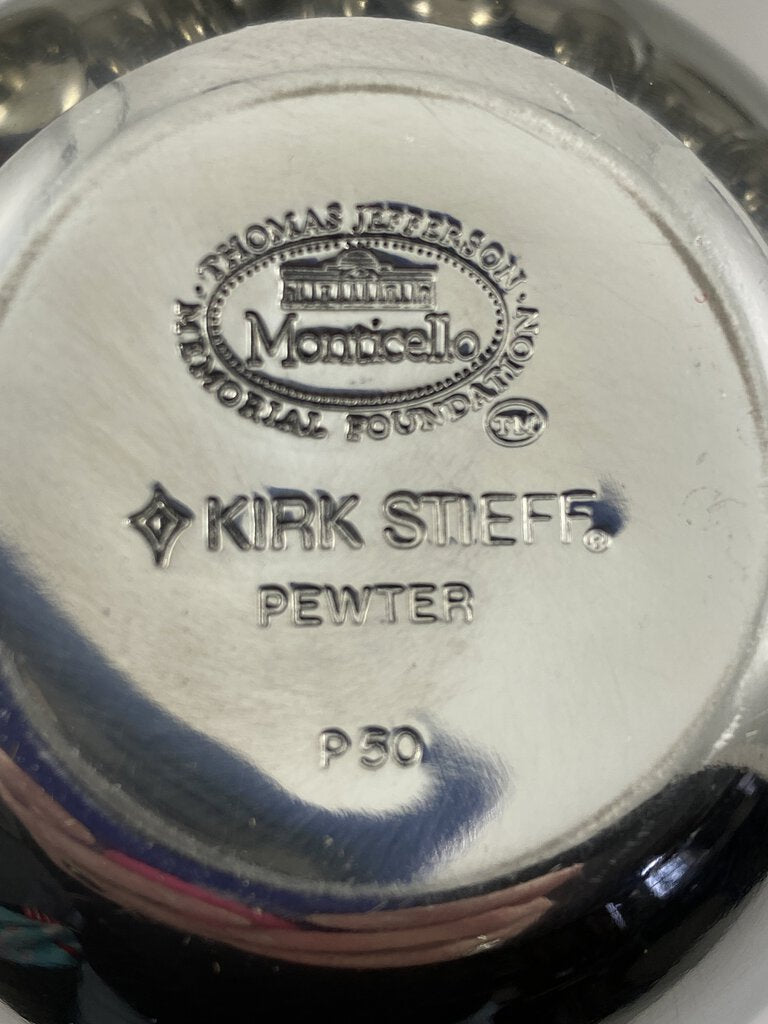 · THOMAS JEFFERSON ·
Monticello
MEMORIAL FOUNDATION
TM
KIRK STIEFF®
PEWTER
P50